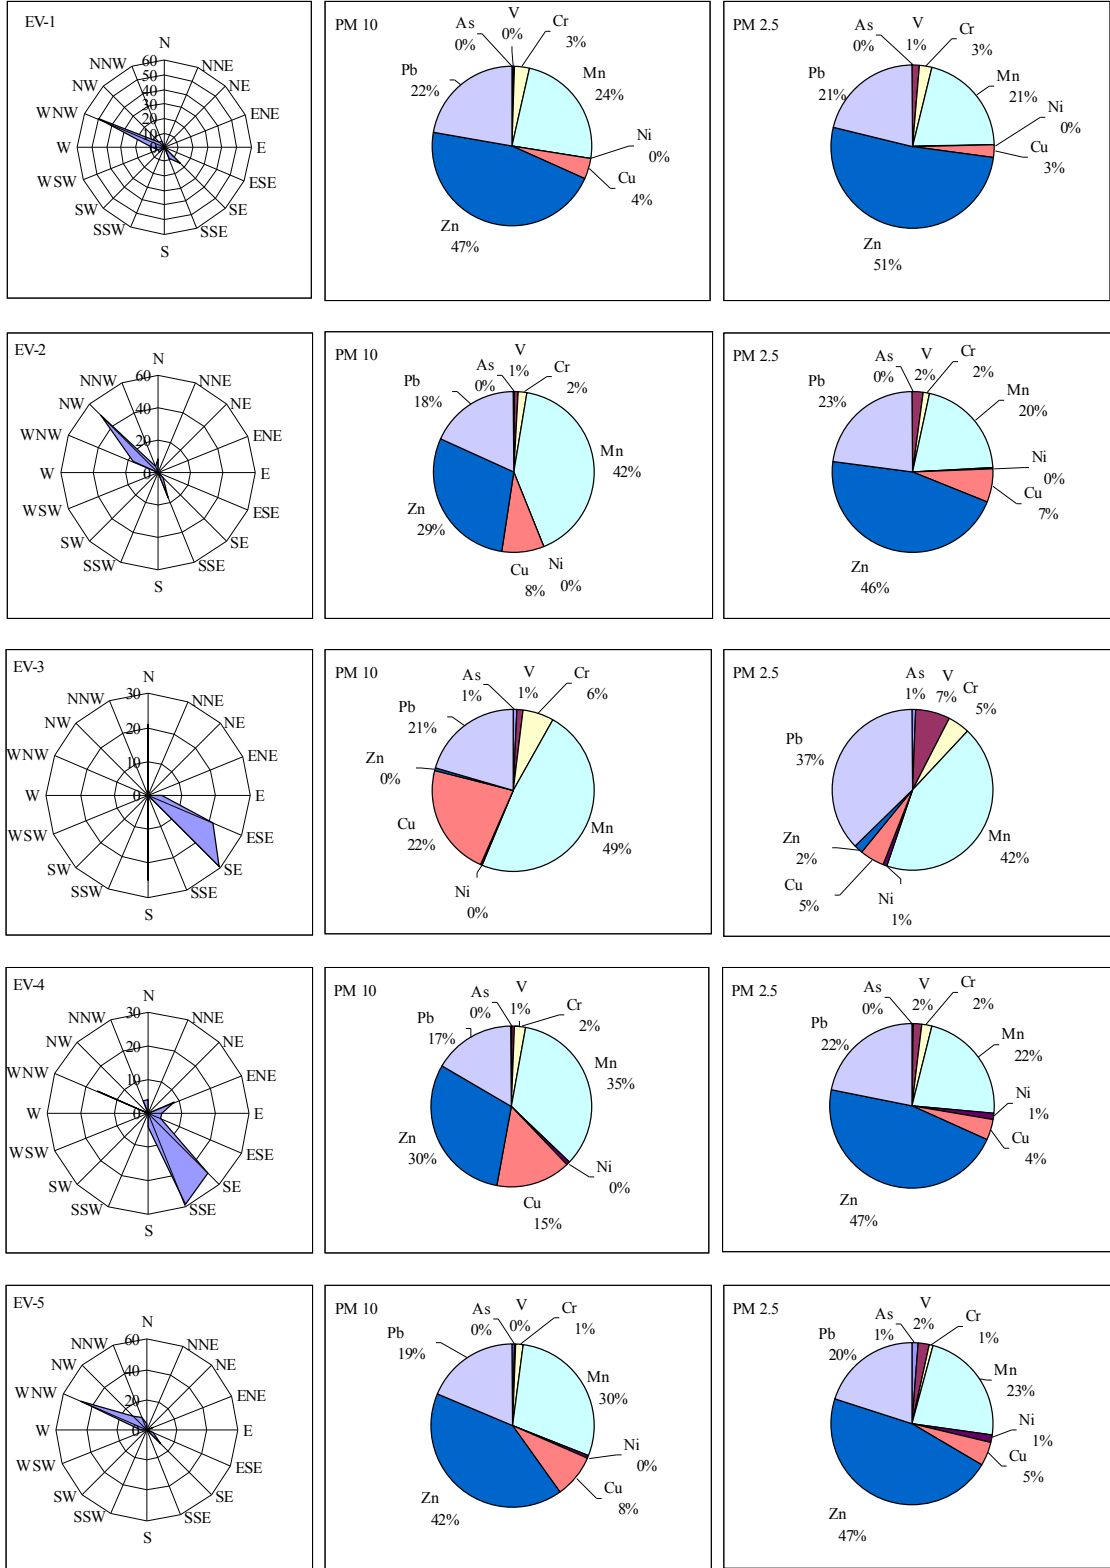 EV-1
N
NNE
NE
ENE
E
ESE
SE
SSE
S
SSW
SW
WSW
W
WNW
NW
NNW
60
50
40
30
20
10
0
PM 10
As
0%
V
0%
Cr
3%
Mn
24%
Ni
0%
Cu
4%
Zn
47%
Pb
22%
PM 2.5
As
0%
V
1%
Cr
3%
Mn
21%
Ni
0%
Cu
3%
Zn
51%
Pb
21%
EV-2
N
NNE
NE
ENE
E
ESE
SE
SSE
S
SSW
SW
WSW
W
WNW
NW
NNW
60
40
20
0
PM 10
As
0%
V
1%
Cr
2%
Mn
42%
Ni
0%
Cu
8%
Zn
29%
Pb
18%
PM 2.5
As
0%
V
2%
Cr
2%
Mn
20%
Ni
0%
Cu
7%
Zn
46%
Pb
23%
EV-3
N
NNE
NE
ENE
E
ESE
SE
SSE
S
SSW
SW
WSW
W
WNW
NW
NNW
30
20
10
0
PM 10
As
1%
V
1%
Cr
6%
Mn
49%
Ni
0%
Cu
22%
Zn
0%
Pb
21%
PM 2.5
As
1%
V
7%
Cr
5%
Mn
42%
Ni
1%
Cu
5%
Zn
2%
Pb
37%
EV-4
N
NNE
NE
ENE
E
ESE
SE
SSE
S
SSW
SW
WSW
W
WNW
NW
NNW
30
20
10
0
PM 10
As
0%
V
1%
Cr
2%
Mn
35%
Ni
0%
Cu
15%
Zn
30%
Pb
17%
PM 2.5
As
0%
V
2%
Cr
2%
Mn
22%
Ni
1%
Cu
4%
Zn
47%
Pb
22%
EV-5
N
NNE
NE
ENE
E
ESE
SE
SSE
S
SSW
SW
WSW
W
WNW
NW
NNW
60
40
20
0
PM 10
As
0%
V
0%
Cr
1%
Mn
30%
Ni
0%
Cu
8%
Zn
42%
Pb
19%
PM 2.5
As
1%
V
2%
Cr
1%
Mn
23%
Ni
1%
Cu
5%
Zn
47%
Pb
20%